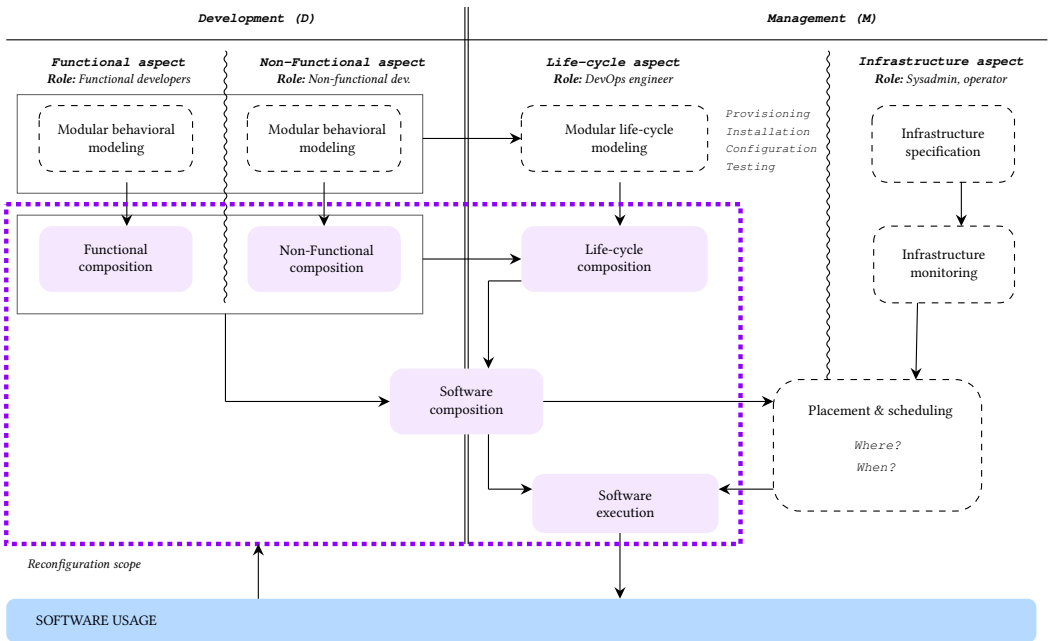 Development (D)
Management (M)
Functional aspect
Role: Functional developers
Non-Functional aspect
Role: Non-functional dev.
Life-cycle aspect
Role: DevOps engineer
Infrastructure aspect
Role: Sysadmin, operator
Modular behavioral
modeling
Modular behavioral
modeling
Modular life-cycle
modeling
Provisioning
Installation
Configuration
Testing
Infrastructure
specification
Functional
composition
Non-Functional
composition
Life-cycle
composition
Infrastructure
monitoring
Software
composition
Placement & scheduling
Where?
When?
Software
execution
Reconfiguration scope
SOFTWARE USAGE